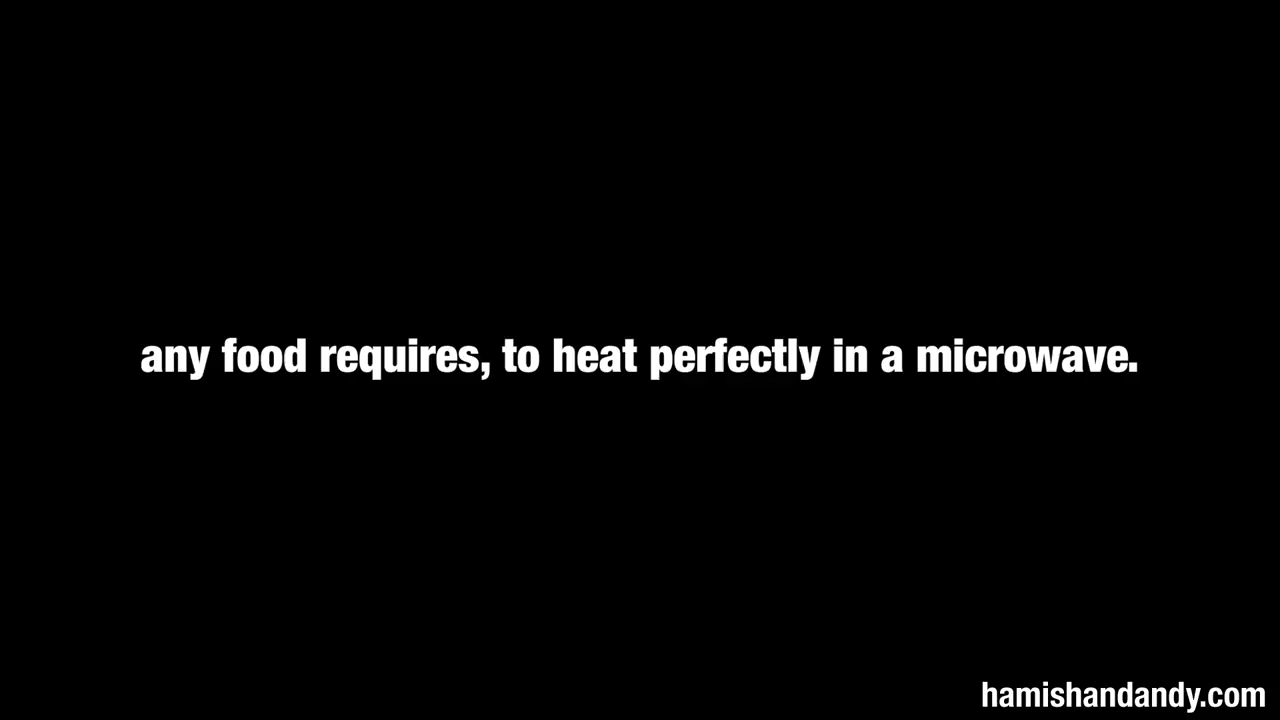 any food requires, to heat perfectly in a microwave.
hamishandandy.com